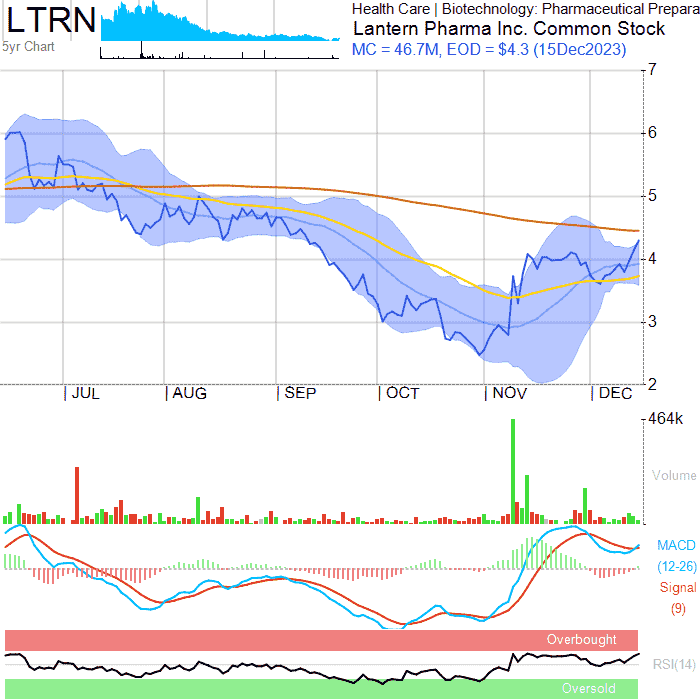 LTRN
5yr Chart
Health Care | Biotechnology: Pharmaceutical Prepara
Lantern Pharma Inc. Common Stock
MC = 46.7M, EOD = $4.3 (15Dec2023)
7
6
5
4
3
2
JUL
AUG
SEP
OCT
NOV
DEC
464k
Volume
MACD
(12-26)
Signal
(9)
Overbought
RSI(14)
Oversold